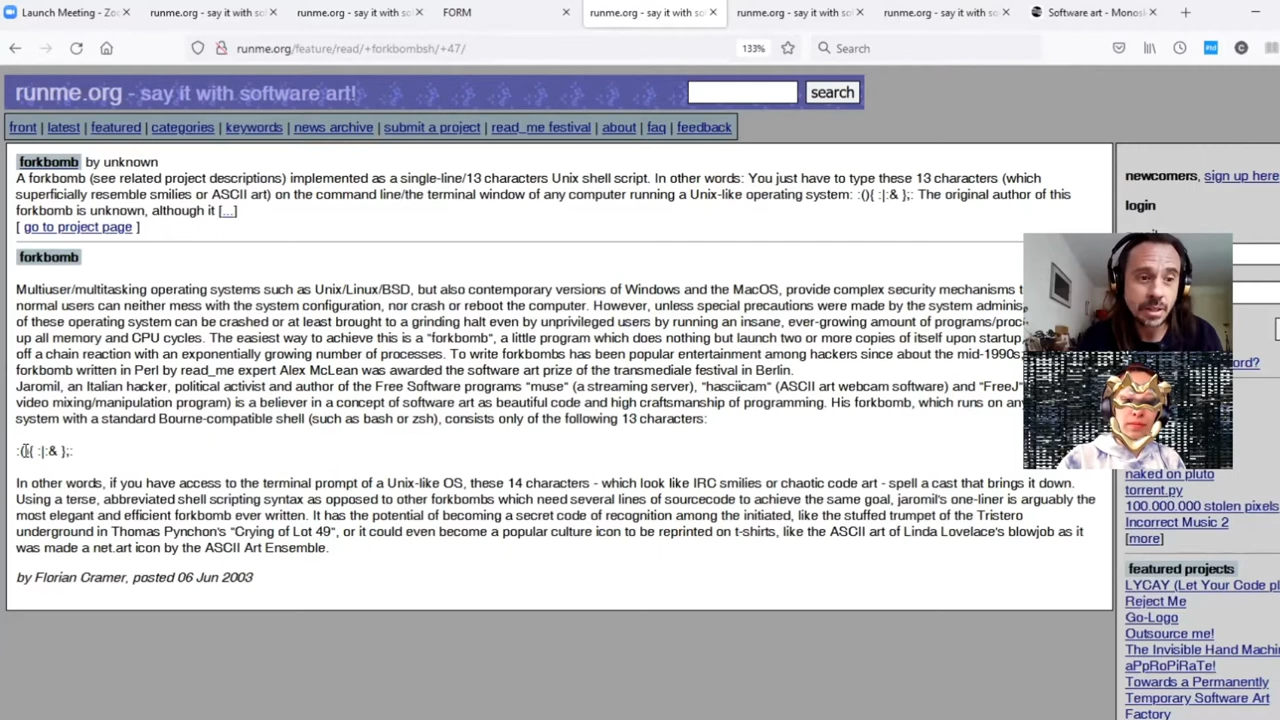 Launch Meeting - Zoo
runme.org - say it with so
runme.org - say it with so
FORM
runme.org - say it with so
runme.org - say it with so
runme.org - say it with so
Software art - Monosk
runme.org/feature/read/+forkbombsh/+47/
133%
Search
runme.org - say it with software art!
search
front | latest | featured | categories | keywords | news archive | submit a project | read_me festival | about | faq | feedback
forkbomb by unknown
A forkbomb (see related project descriptions) implemented as a single-line/13 characters Unix shell script. In other words: You just have to type these 13 characters (which
superficially resemble smilies or ASCII art) on the command line/the terminal window of any computer running a Unix-like operating system: :(){ :|:& };: The original author of this
forkbomb is unknown, although it [...]
[ go to project page ]
forkbomb
Multiuser/multitasking operating systems such as Unix/Linux/BSD, but also contemporary versions of Windows and the MacOS, provide complex security mechanisms t
normal users can neither mess with the system configuration, nor crash or reboot the computer. However, unless special precautions were made by the system adminis
of these operating system can be crashed or at least brought to a grinding halt even by unprivileged users by running an insane, ever-growing amount of programs/proc
up all memory and CPU cycles. The easiest way to achieve this is a "forkbomb", a little program which does nothing but launch two or more copies of itself upon startup,
off a chain reaction with an exponentially growing number of processes. To write forkbombs has been popular entertainment among hackers since about the mid-1990s.
forkbomb written in Perl by read_me expert Alex McLean was awarded the software art prize of the transmediale festival in Berlin.
Jaromil, an Italian hacker, political activist and author of the Free Software programs "muse" (a streaming server), "hasciicam" (ASCII art webcam software) and "FreeJ"
video mixing/manipulation program) is a believer in a concept of software art as beautiful code and high craftsmanship of programming. His forkbomb, which runs on any
system with a standard Bourne-compatible shell (such as bash or zsh), consists only of the following 13 characters:
:(){ :|:& };:
In other words, if you have access to the terminal prompt of a Unix-like OS, these 14 characters - which look like IRC smilies or chaotic code art - spell a cast that brings it down.
Using a terse, abbreviated shell scripting syntax as opposed to other forkbombs which need several lines of sourcecode to achieve the same goal, jaromil's one-liner is arguably the
most elegant and efficient forkbomb ever written. It has the potential of becoming a secret code of recognition among the initiated, like the stuffed trumpet of the Tristero
underground in Thomas Pynchon's "Crying of Lot 49", or it could even become a popular culture icon to be reprinted on t-shirts, like the ASCII art of Linda Lovelace's blowjob as it
was made a net.art icon by the ASCII Art Ensemble.
by Florian Cramer, posted 06 Jun 2003
newcomers, sign up here
login
naked on pluto
torrent.py
100.000.000 stolen pixels
Incorrect Music 2
[more]
featured projects
LYCAY (Let Your Code pl
Reject Me
Go-Logo
Outsource me!
The Invisible Hand Machin
aPpRoPiRaTe!
Towards a Permanently
Temporary Software Art
Factory